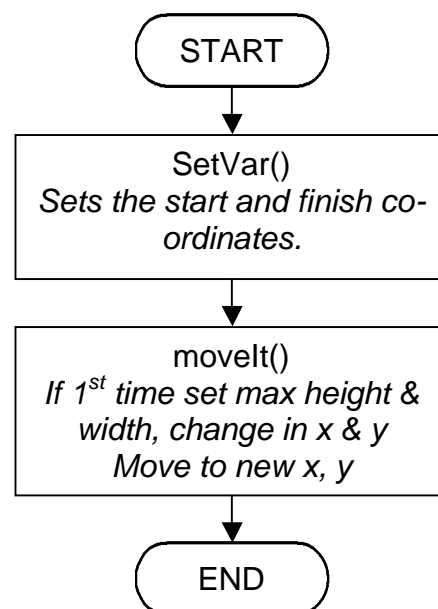 START
SetVar()
Sets the start and finish co-
ordinates.
moveIt()
If 1st time set max height &
width, change in x & y
Move to new x, y
END